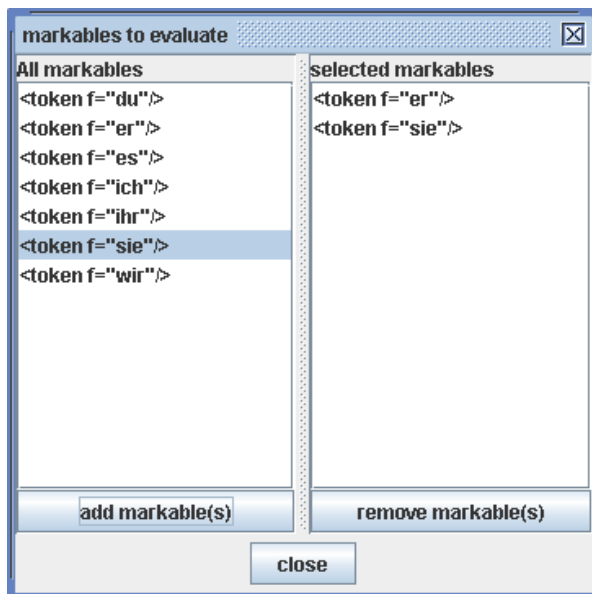 markables to evaluate
All markables
<token f="du"/>
<token f="er"/>
<token f="es"/>
<token f="ich"/>
<token f="ihr"/>
<token f="sie"/>
<token f="wir"/>
add markable(s)
selected markables
<token f="er"/>
<token f="sie"/>
remove markable(s)
close